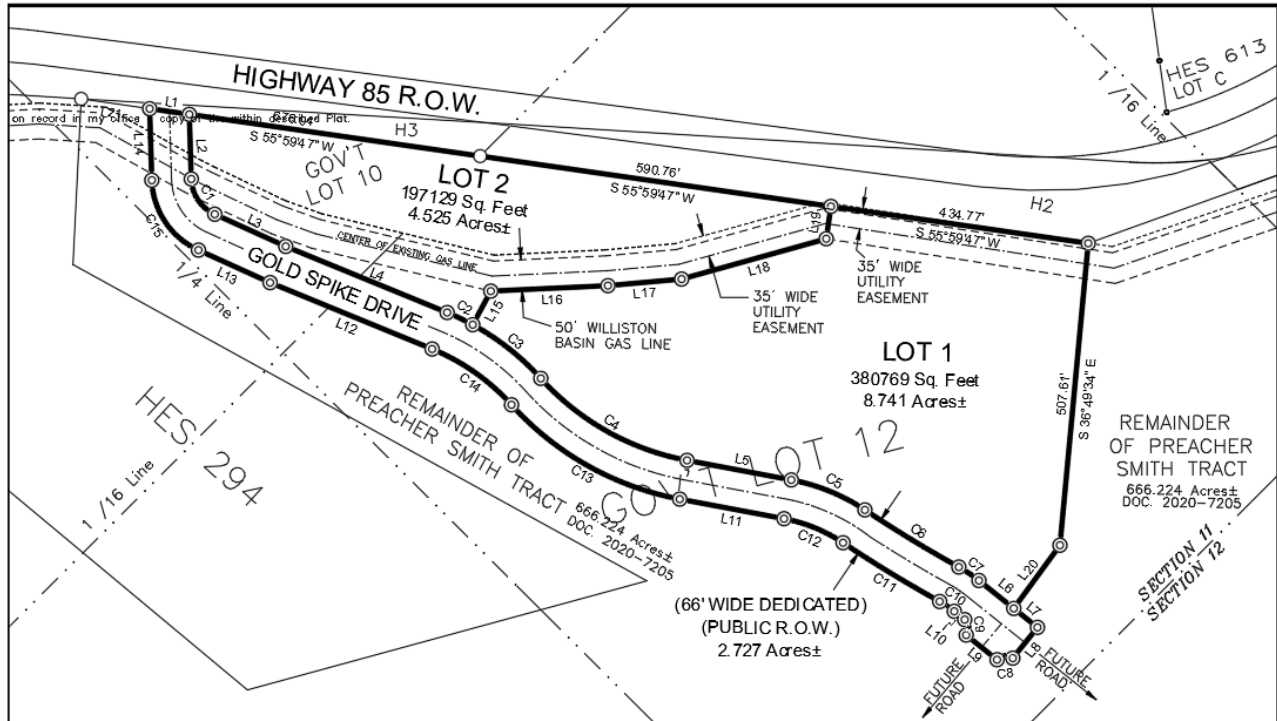 HIGHWAY 85 R.O.W.
HES 613
LOT C
1/16 Line
L21
L1
on record in my office
copy of the within described Plat.
S 55°59'47" W
H3
GOV'T
LOT 10
LOT 2
197129 Sq. Feet
4.525 Acres±
590.76'
S 55°59'47" W
434.77'
S 55°59'47" W
H2
L14
L2
C15
C7
L3
L4
L13
L12
1/4 Line
GOLD SPIKE DRIVE
CENTER OF EXISTING GAS LINE
L15
L16
L17
L18
L19
35' WIDE
UTILITY
EASEMENT
35' WIDE
UTILITY
EASEMENT
50' WILLISTON
BASIN GAS LINE
C2
C3
C4
C14
C13
LOT 1
380769 Sq. Feet
8.741 Acres±
507.61'
S 36°49'34" E
REMAINDER
OF PREACHER
SMITH TRACT
666.224 Acres±
DOC. 2020-7205
REMAINDER OF
PREACHER SMITH TRACT
666.224 Acres±
DOC. 2020-7205
GOV'T LOT 12
HES 294
1/16 Line
L5
C5
C6
L11
C12
C11
C7
L6
L20
L7
L8
C10
C9
L10
L9
C8
SECTION 11
SECTION 12
(66' WIDE DEDICATED)
(PUBLIC R.O.W.)
2.727 Acres±
FUTURE
ROAD
FUTURE
ROAD